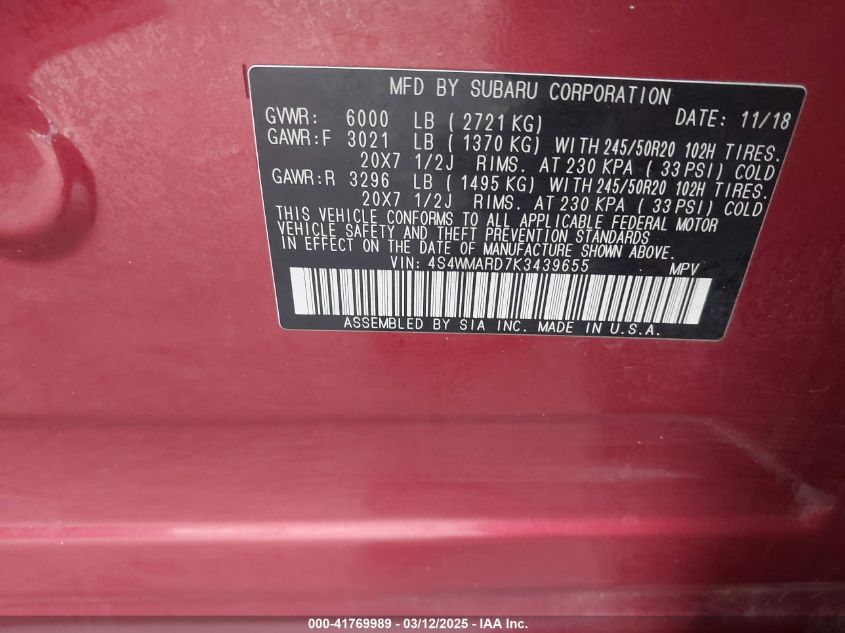 MFD BY SUBARU CORPORATION
GVWR: 6000 LB ( 2721 KG) DATE: 11/18
GAWR:F 3021 LB ( 1370 KG) WITH 245/50R20 102H TIRES.
20X7 1/2J RIMS. AT 230 KPA ( 33 PSI) COLD
GAWR:R 3296 LB ( 1495 KG) WITH 245/50R20 102H TIRES.
20X7 1/2J RIMS. AT 230 KPA ( 33 PSI) COLD
THIS VEHICLE CONFORMS TO ALL APPLICABLE FEDERAL MOTOR
VEHICLE SAFETY AND THEFT PREVENTION STANDARDS
IN EFFECT ON THE DATE OF MANUFACTURE SHOWN ABOVE.
VIN: 4S4WMARD7K3439655 MPV
ASSEMBLED BY SIA INC. MADE IN U.S.A.
000-41769989 - 03/12/2025 - IAAI.com